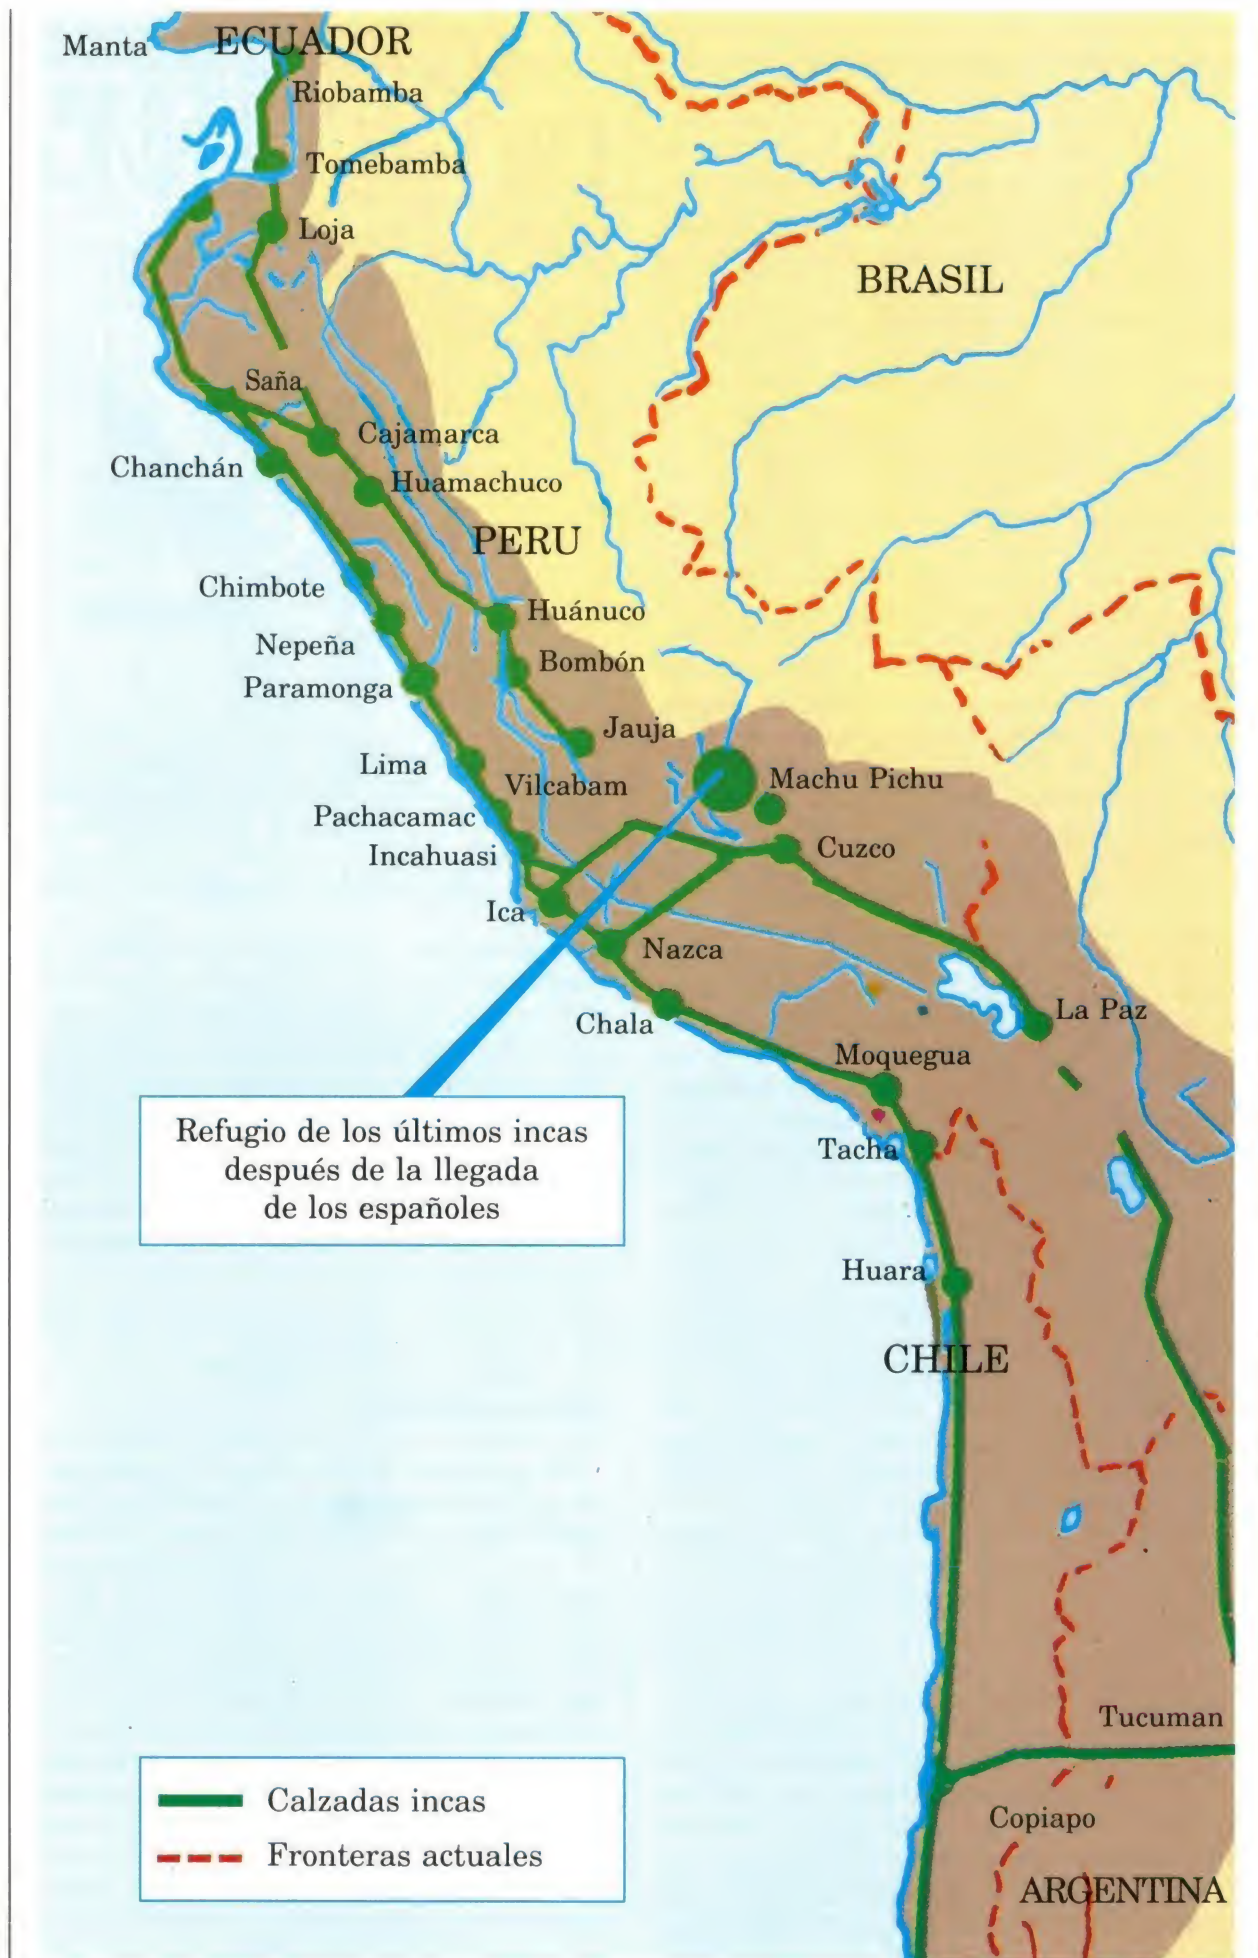 Manta
ECUADOR
Riobamba
Tomebamba
Loja
BRASIL
Saña
Cajamarca
Chanchán
Huamachuco
PERU
Chimbote
Huánuco
Nepeña
Bombón
Paramonga
Jauja
Lima
Vilcabam
Machu Pichu
Pachacamac
Incahuasi
Cuzco
Ica
Nazca
Chala
La Paz
Moquegua
Refugio de los últimos incas
después de la llegada
de los españoles
Tacha
Huara
CHILE
Tucuman
Calzadas incas
Copiapo
Fronteras actuales
ARGENTINA